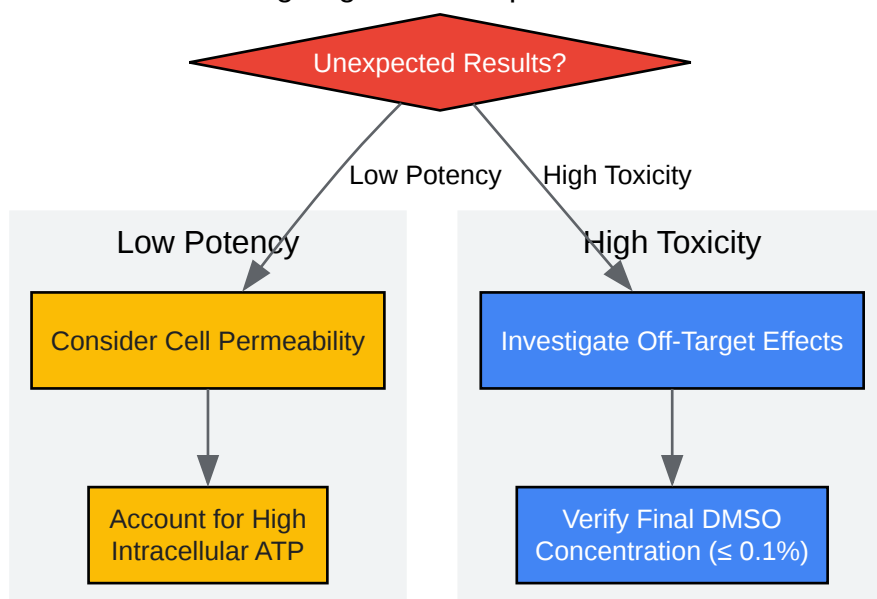 Unexpected Results?
Low Potency
High Toxicity
Low Potency
High Toxicity
Consider Cell Permeability
Investigate Off-Target Effects
Account for High
Intracellular ATP
Verify Final DMSO
Concentration (≤ 0.1%)